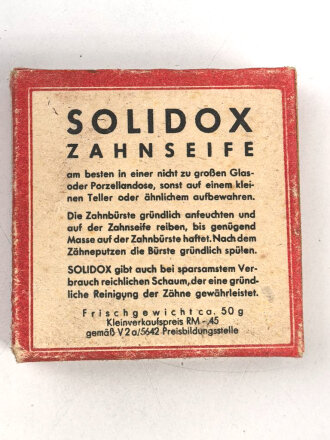 SOLIDOX
ZAHNSEIFE
am besten in einer nicht zu großen Glas-
oder Porzellandose, sonst auf einem klei-
nen Teller oder ähnlichem aufbewahren.
Die Zahnbürste gründlich anfeuchten und
auf der Zahnseife reiben, bis genügend
Masse auf der Zahnbürste haftet. Nach dem
Zähneputzen die Bürste gründlich spülen.
SOLIDOX gibt auch bei sparsamstem Ver-
brauch reichlichen Schaum, der eine gründ-
liche Reinigung der Zähne gewährleistet.
Frischgewicht ca. 50 g
Kleinverkaufspreis RM -.45
gemäß V 2 a/5642 Preisbildungsstelle